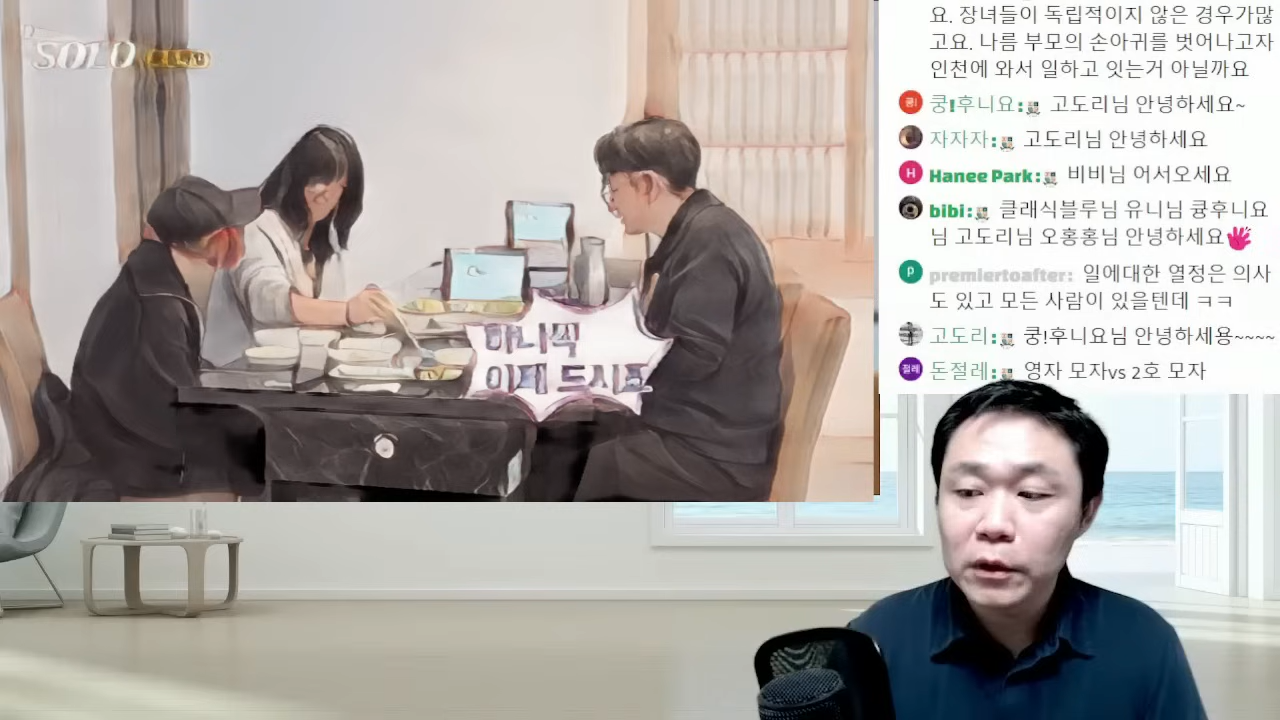 SOLO
요. 장녀들이 독립적이지 않은 경우가많
고요. 나름 부모의 손아귀를 벗어나고자
인천에 와서 일하고 잇는거 아닐까요
쿵!후니요: 고도리님 안녕하세요~
자자자: 고도리님 안녕하세요
Hanee Park: 비비님 어서오세요
bibi: 클래식블루님 유니님 큥후니요
님 고도리님 오홍홍님 안녕하세요
premiertoafter: 일에대한 열정은 의사
도 있고 모든 사람이 있을텐데 ㅋㅋ
고도리: 쿵!후니요님 안녕하세용~~~~
돈절레: 영자 모자vs 2호 모자